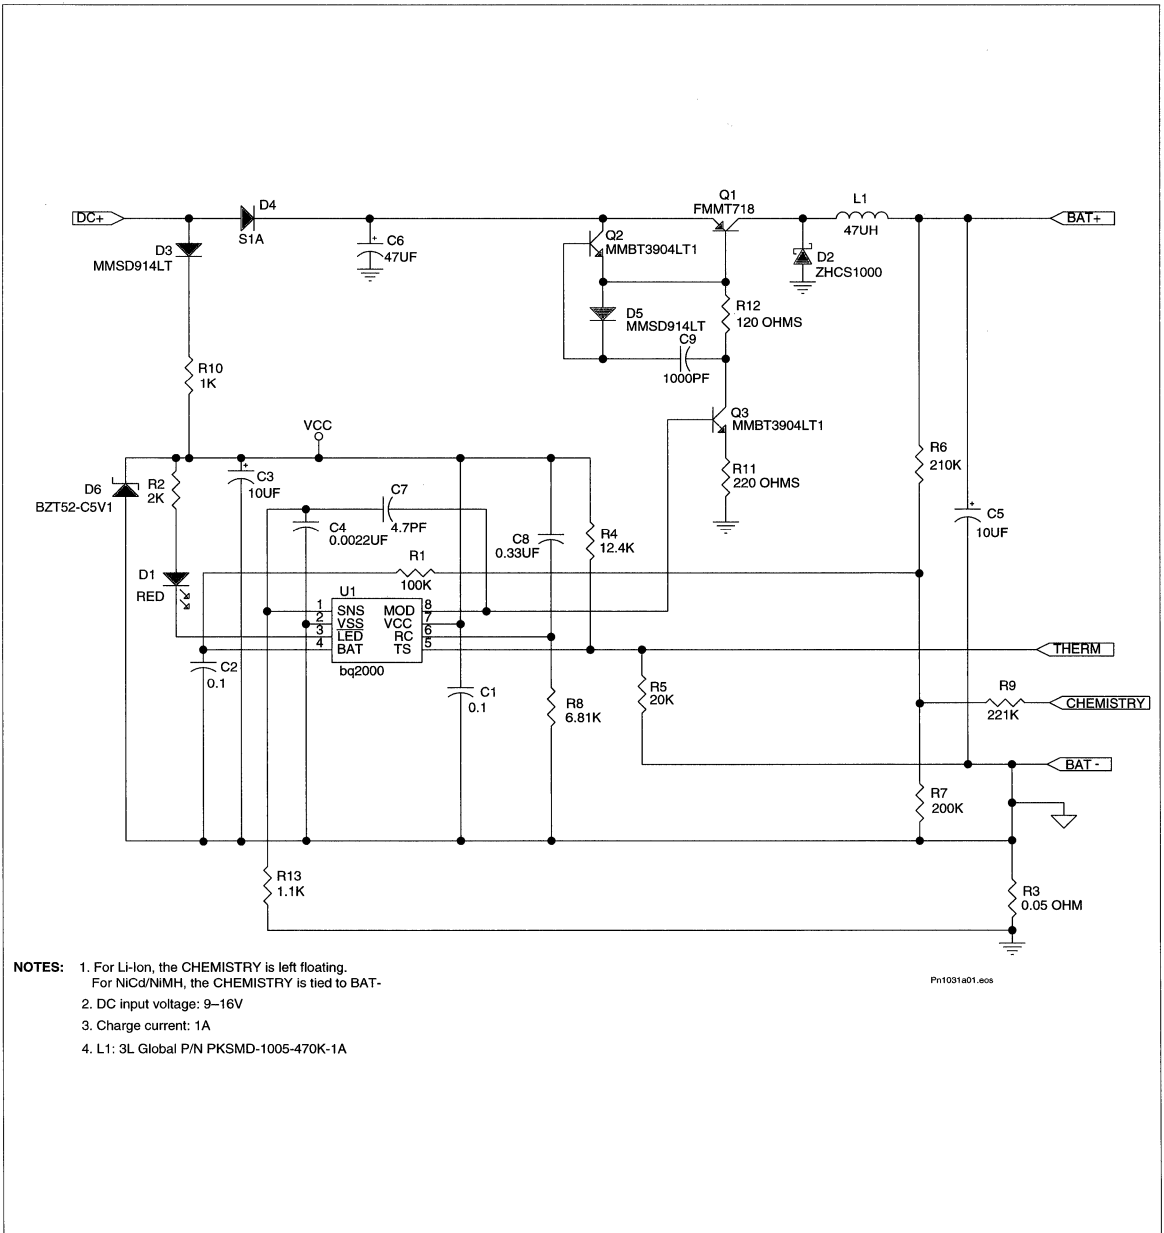 Q1
FMMT718
L1
47UH
DC+
D4
S1A
BAT+
D3
MMSD914LT
C6
47UF
Q2
MMBT3904LT1
D2
ZHCS1000
D5
MMSD914LT
R12
120 OHMS
C9
1000PF
R10
1K
Q3
MMBT3904LT1
VCC
R6
210K
D6
BZT52-C5V1
R2
2K
C3
10UF
C7
4.7PF
R11
220 OHMS
C4
0.0022UF
C8
0.33UF
R4
12.4K
C5
10UF
D1
RED
R1
100K
U1
1 SNS MOD 8
2 VSS VCC 7
3 LED RC 6
4 BAT TS 5
bq2000
THERM
C2
0.1
C1
0.1
R8
6.81K
R5
20K
R9
221K
CHEMISTRY
BAT -
R7
200K
R13
1.1K
R3
0.05 OHM
NOTES: 1. For Li-Ion, the CHEMISTRY is left floating.
For NiCd/NiMH, the CHEMISTRY is tied to BAT-
2. DC input voltage: 9–16V
3. Charge current: 1A
4. L1: 3L Global P/N PKSMD-1005-470K-1A
Pn1031a01.eos